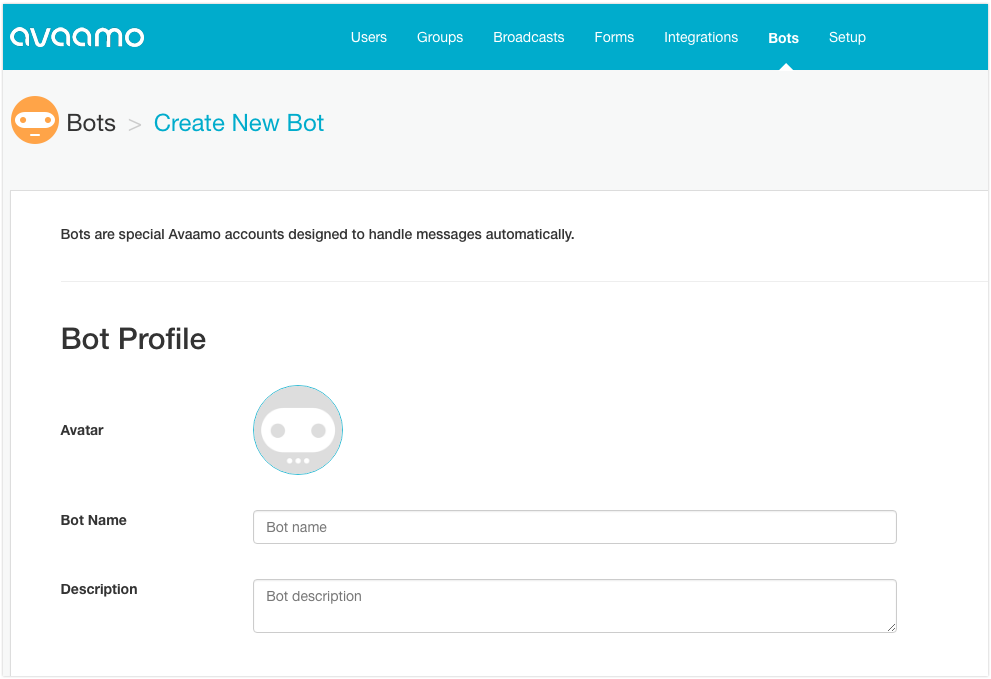 avaamo
Users Groups Broadcasts Forms Integrations Bots Setup
Bots > Create New Bot
Bots are special Avaamo accounts designed to handle messages automatically.
Bot Profile
Avatar
Bot Name
Bot name
Description
Bot description